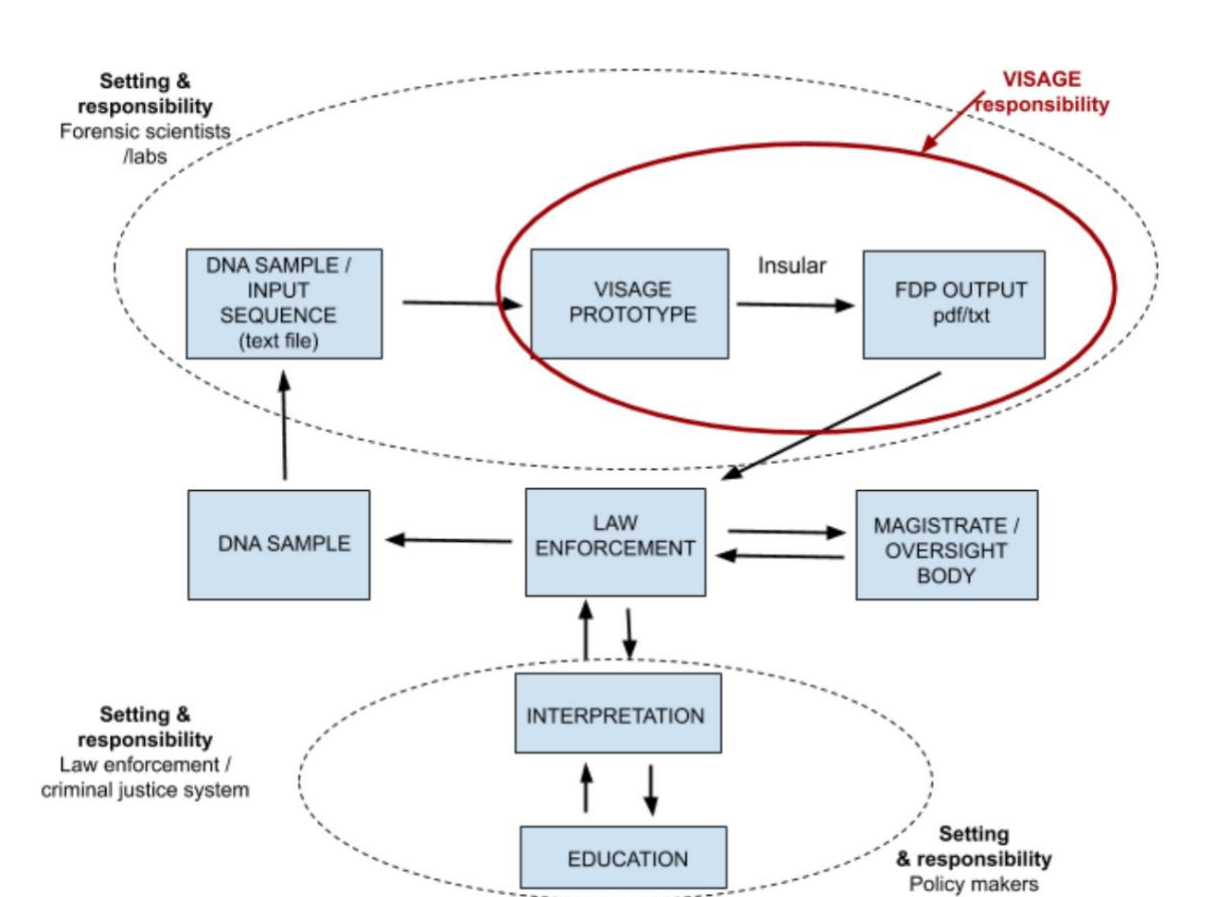 Setting &
responsibility
Forensic scientists
/labs
VISAGE
responsibility
DNA SAMPLE /
INPUT
SEQUENCE
(text file)
VISAGE
PROTOTYPE
Insular
FDP OUTPUT
pdf/txt
DNA SAMPLE
LAW
ENFORCEMENT
MAGISTRATE /
OVERSIGHT
BODY
Setting &
responsibility
Law enforcement /
criminal justice system
INTERPRETATION
EDUCATION
Setting
& responsibility
Policy makers